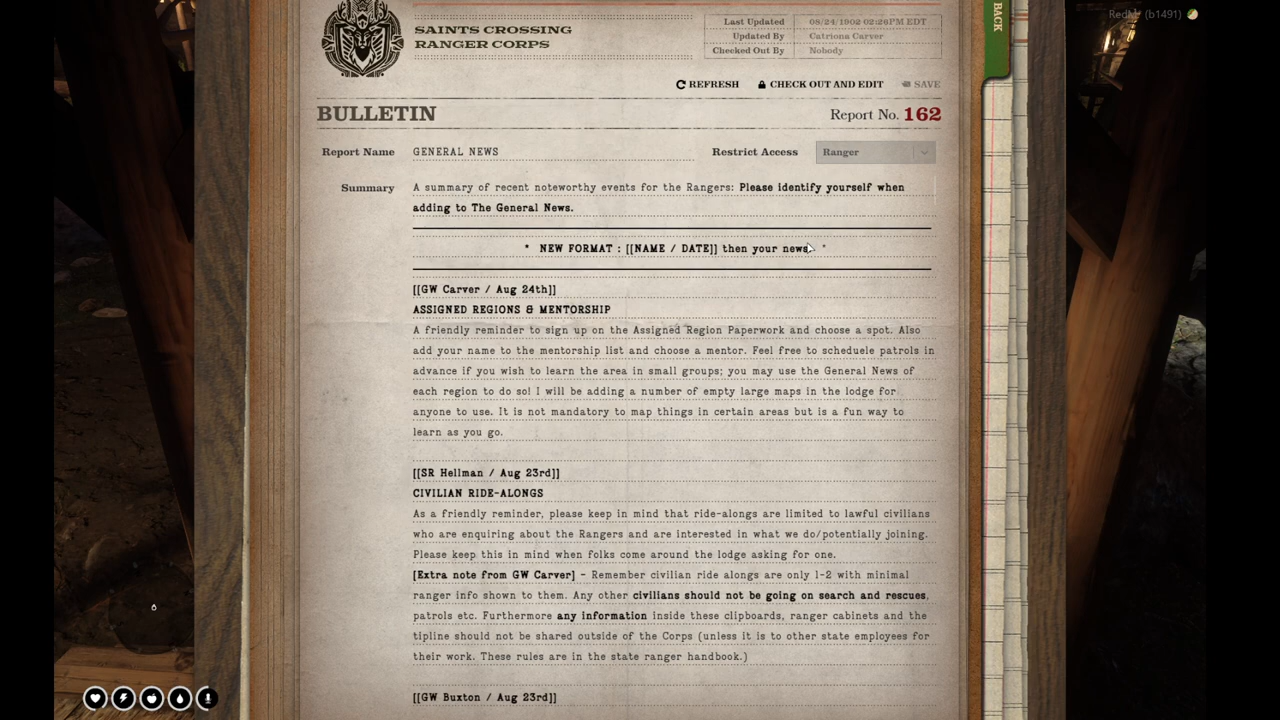 RedM (b1491)
BACK
SAINTS CROSSING
RANGER CORPS
Last Updated 08/24/1902 02:28PM EDT
Updated By Catriona Carver
Checked Out By Nobody
REFRESH CHECK OUT AND EDIT SAVE
BULLETIN Report No. 162
Report Name GENERAL NEWS Restrict Access Ranger
Summary A summary of recent noteworthy events for the Rangers: Please identify yourself when
adding to The General News.
* NEW FORMAT : [[NAME / DATE]] then your news. *
[[GW Carver / Aug 24th]]
ASSIGNED REGIONS & MENTORSHIP
A friendly reminder to sign up on the Assigned Region Paperwork and choose a spot. Also
add your name to the mentorship list and choose a mentor. Feel free to scheduele patrols in
advance if you wish to learn the area in small groups; you may use the General News of
each region to do so! I will be adding a number of empty large maps in the lodge for
anyone to use. It is not mandatory to map things in certain areas but is a fun way to
learn as you go.
[[SR Hellman / Aug 23rd]]
CIVILIAN RIDE-ALONGS
As a friendly reminder, please keep in mind that ride-alongs are limited to lawful civilians
who are enquiring about the Rangers and are interested in what we do/potentially joining.
Please keep this in mind when folks come around the lodge asking for one.
[Extra note from GW Carver] - Remember civilian ride alongs are only 1-2 with minimal
ranger info shown to them. Any other civilians should not be going on search and rescues,
patrols etc. Furthermore any information inside these clipboards, ranger cabinets and the
tipline should not be shared outside of the Corps (unless it is to other state employees for
their work. These rules are in the state ranger handbook.)
[[GW Buxton / Aug 23rd]]